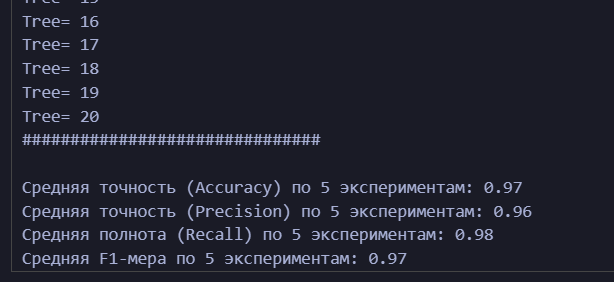 Tree= 16
Tree= 17
Tree= 18
Tree= 19
Tree= 20
###############################
Средняя точность (Accuracy) по 5 экспериментам: 0.97
Средняя точность (Precision) по 5 экспериментам: 0.96
Средняя полнота (Recall) по 5 экспериментам: 0.98
Средняя F1-мера по 5 экспериментам: 0.97